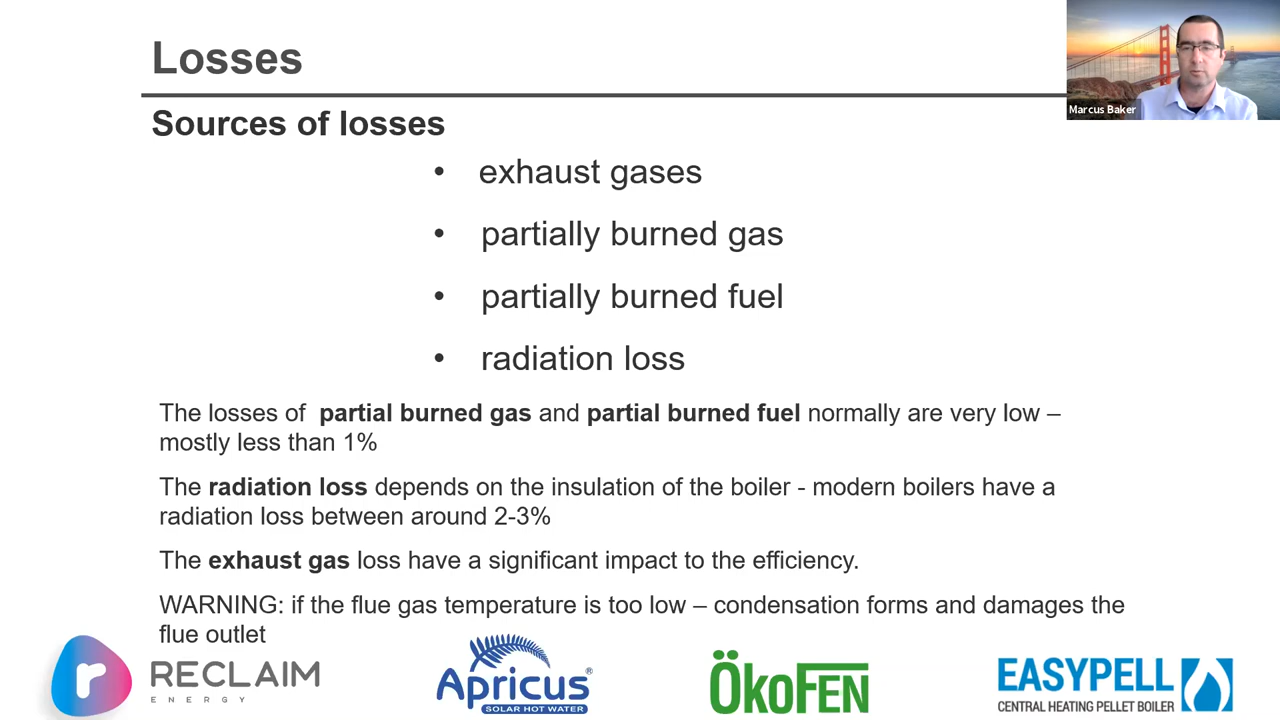 Losses
Marcus Baker
Sources of losses
• exhaust gases
• partially burned gas
• partially burned fuel
• radiation loss
The losses of  partial burned gas and partial burned fuel normally are very low –
mostly less than 1%
The radiation loss depends on the insulation of the boiler - modern boilers have a
radiation loss between around 2-3%
The exhaust gas loss have a significant impact to the efficiency.
WARNING: if the flue gas temperature is too low – condensation forms and damages the
flue outlet
r RECLAIM
ENERGY
Apricus®
SOLAR HOT WATER
ÖkoFEN
EASYPELL
CENTRAL HEATING PELLET BOILER